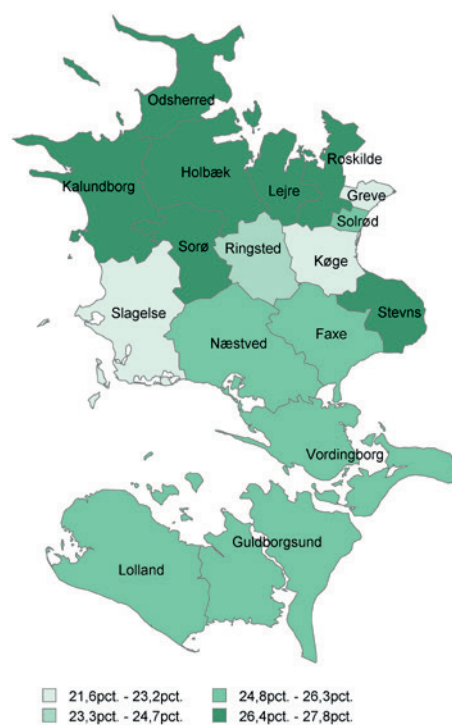 Odsherred
Holbæk
Roskilde
Kalundborg
Lejre
Greve
Solrød
Sorø
Ringsted
Køge
Slagelse
Stevns
Næstved
Faxe
Vordingborg
Guldborgsund
Lolland
21,6pct. - 23,2pct.
24,8pct. - 26,3pct.
23,3pct. - 24,7pct.
26,4pct. - 27,8pct.